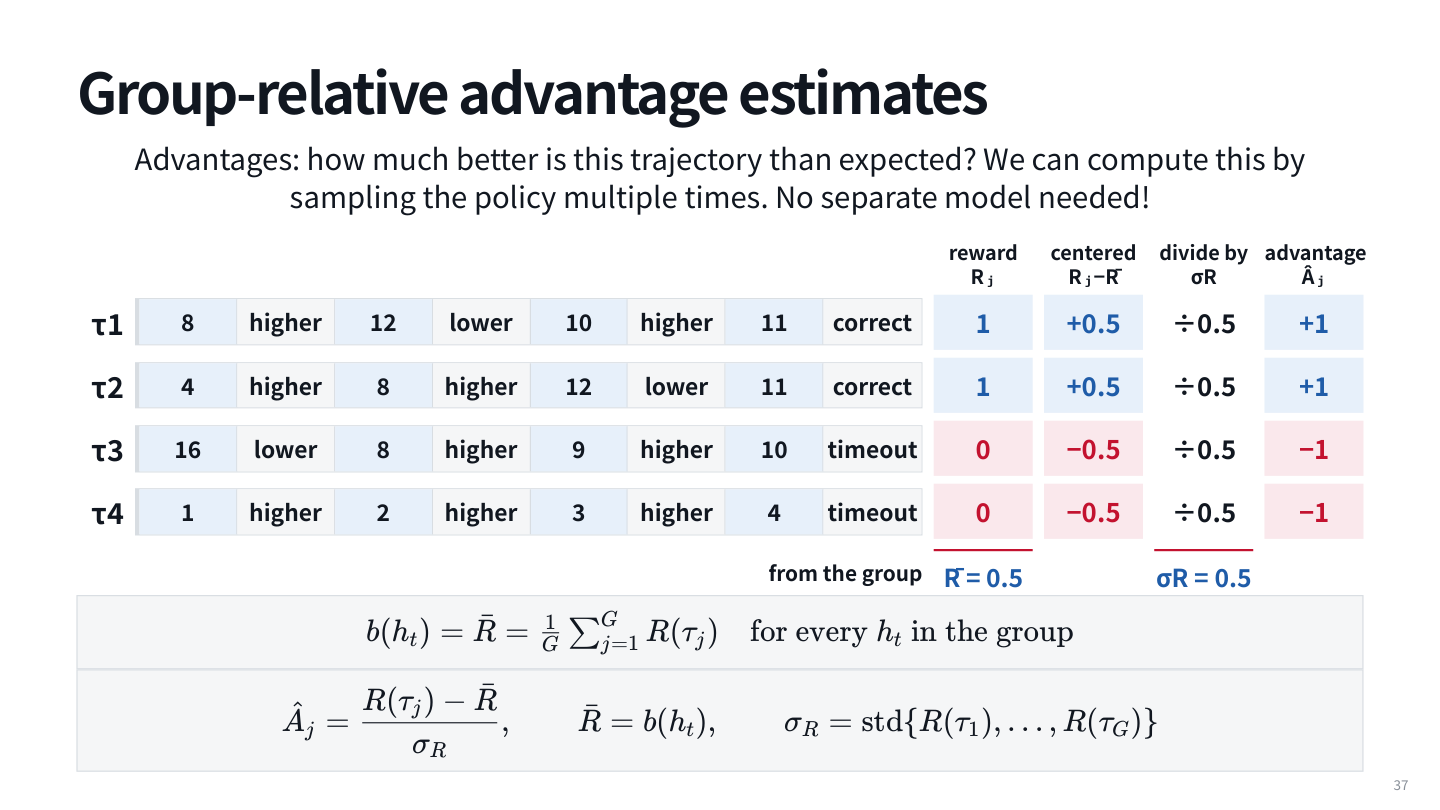 Group-relative advantage estimates
Advantages: how much better is this trajectory than expected? We can compute this by
sampling the policy multiple times. No separate model needed!
reward centered divide by advantage
R ⱼ R ⱼ−R̄ σR Â ⱼ
τ1 8 higher 12 lower 10 higher 11 correct 1 +0.5 ÷0.5 +1
τ2 4 higher 8 higher 12 lower 11 correct 1 +0.5 ÷0.5 +1
τ3 16 lower 8 higher 9 higher 10 timeout 0 −0.5 ÷0.5 −1
τ4 1 higher 2 higher 3 higher 4 timeout 0 −0.5 ÷0.5 −1
from the group R̄ = 0.5 σR = 0.5
b(h_t) = R̄ = \frac{1}{G} ∑_{j=1}^{G} R(τ_j) for every h_t in the group
Â_j = \frac{R(τ_j) − R̄}{σ_R}, R̄ = b(h_t), σ_R = std{R(τ_1), . . . , R(τ_G)}
37